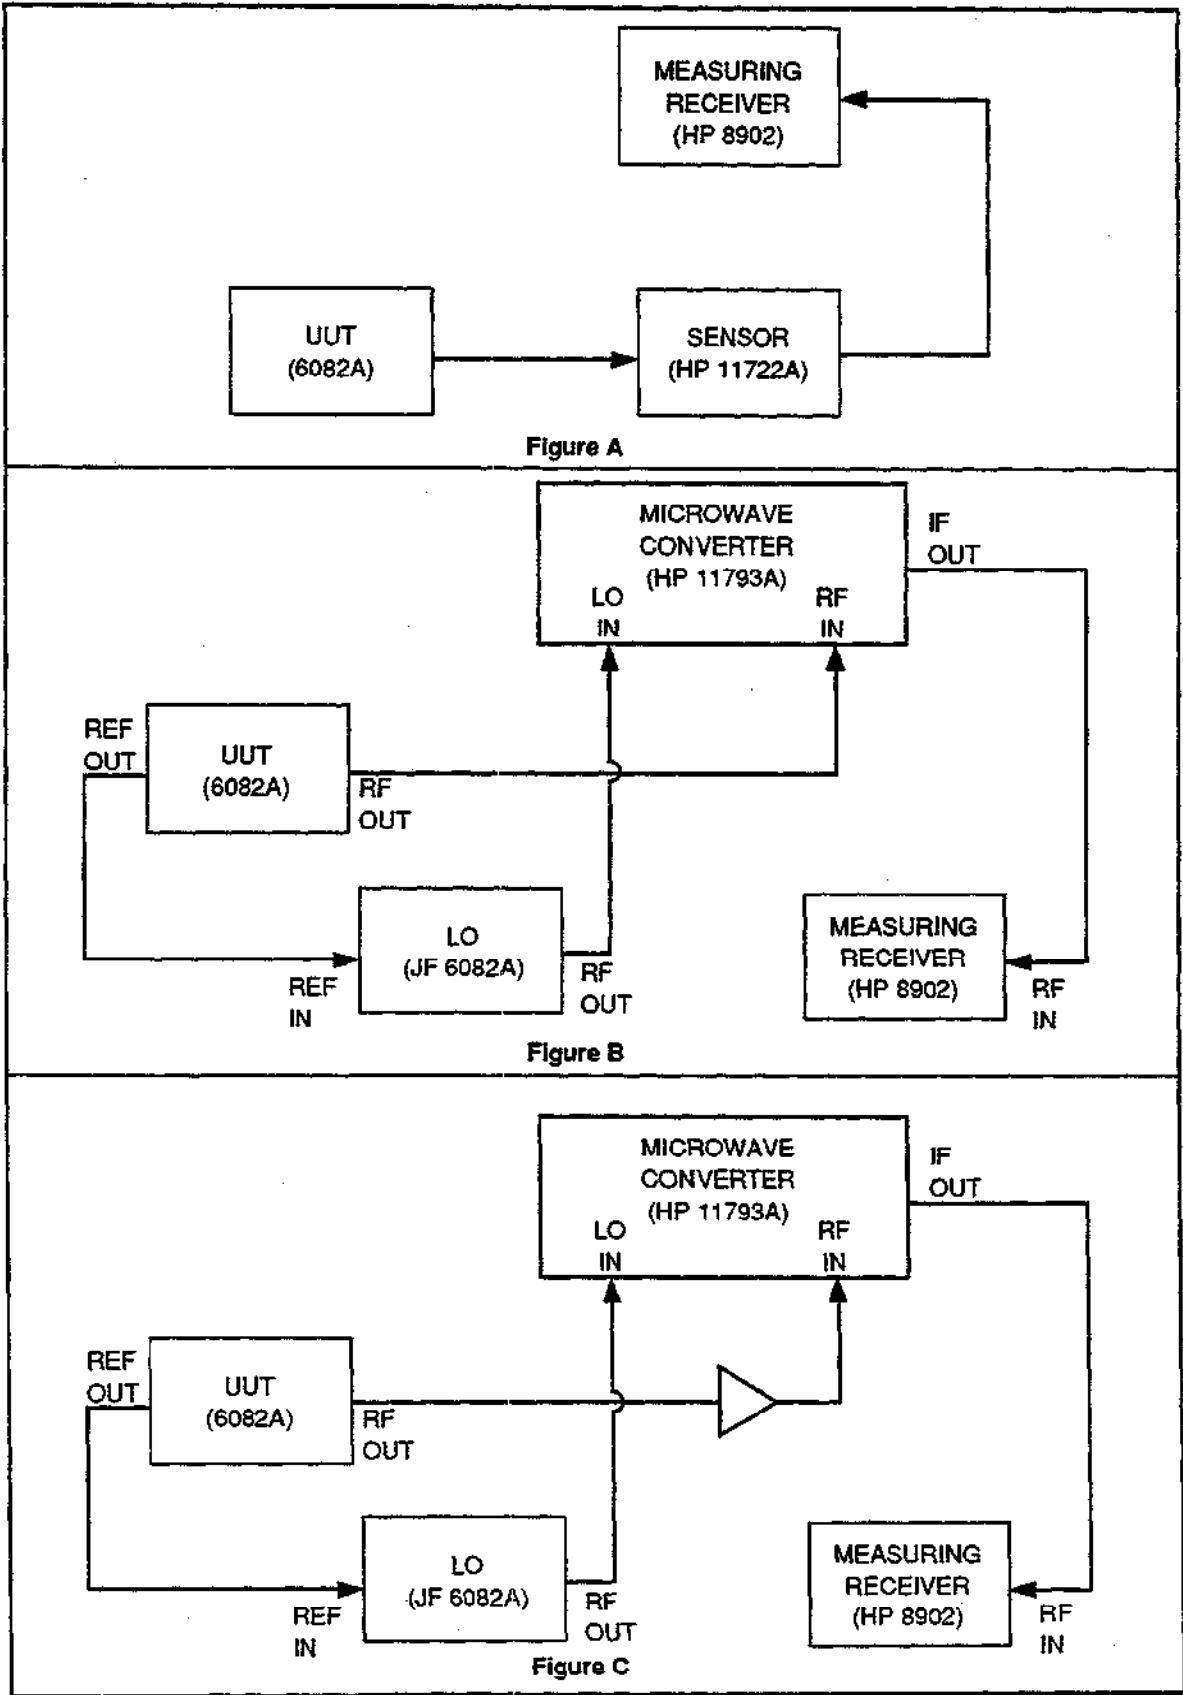 MEASURING
RECEIVER
(HP 8902)
UUT
(6082A)
SENSOR
(HP 11722A)
Figure A
MICROWAVE
CONVERTER
(HP 11793A)
LO
IN
RF
IN
IF
OUT
REF
OUT
UUT
(6082A)
RF
OUT
LO
(JF 6082A)
REF
IN
RF
OUT
MEASURING
RECEIVER
(HP 8902)
RF
IN
Figure B
MICROWAVE
CONVERTER
(HP 11793A)
LO
IN
RF
IN
IF
OUT
REF
OUT
UUT
(6082A)
RF
OUT
LO
(JF 6082A)
REF
IN
RF
OUT
MEASURING
RECEIVER
(HP 8902)
RF
IN
Figure C